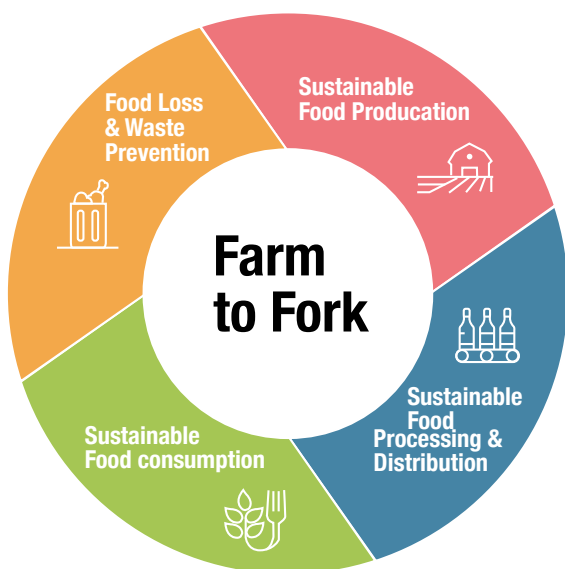 Food Loss
& Waste
Prevention
Sustainable
Food Producation
Farm
to Fork
Sustainable
Food
Processing &
Distribution
Sustainable
Food consumption